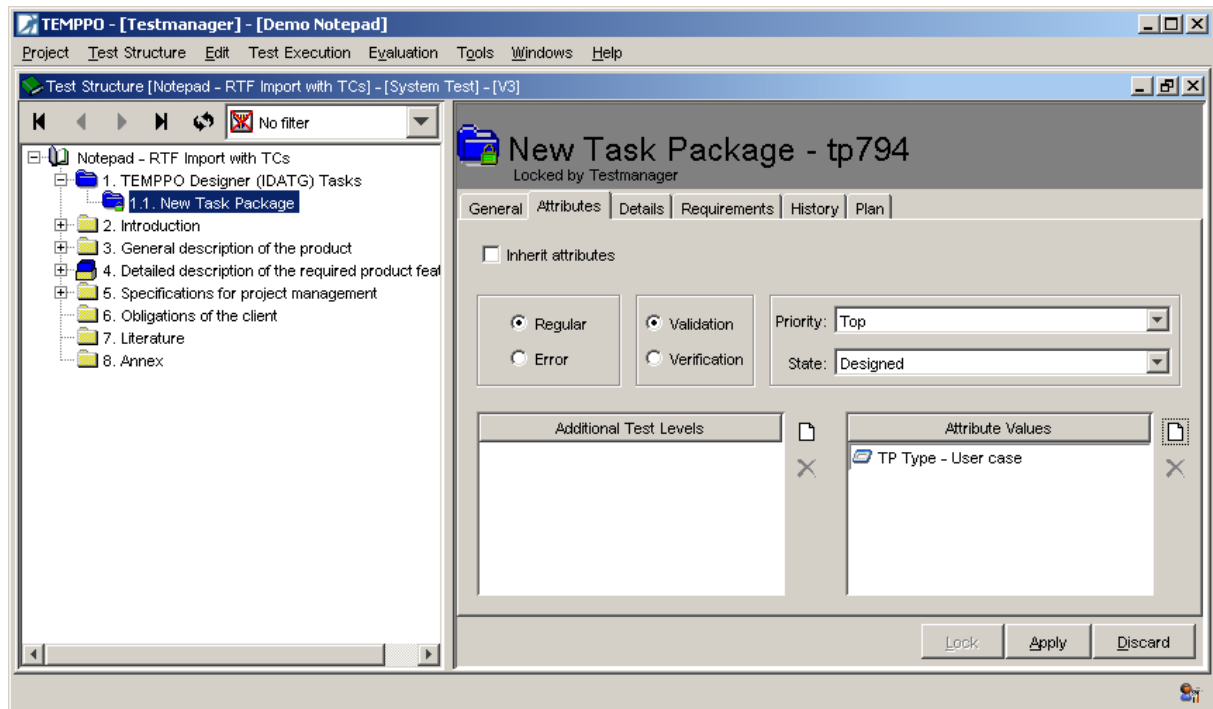 TEMPPO - [Testmanager] - [Demo Notepad]
Project Test Structure Edit Test Execution Evaluation Tools Windows Help
Test Structure [Notepad - RTF Import with TCs] - [System Test] - [V3]
No filter
Notepad - RTF Import with TCs
1. TEMPPO Designer (IDATG) Tasks
1.1. New Task Package
2. Introduction
3. General description of the product
4. Detailed description of the required product feat
5. Specifications for project management
6. Obligations of the client
7. Literature
8. Annex
New Task Package - tp794
Locked by Testmanager
General Attributes Details Requirements History Plan
Inherit attributes
Regular Validation Priority: Top
Error Verification State: Designed
Additional Test Levels Attribute Values
TP Type - User case
Lock Apply Discard